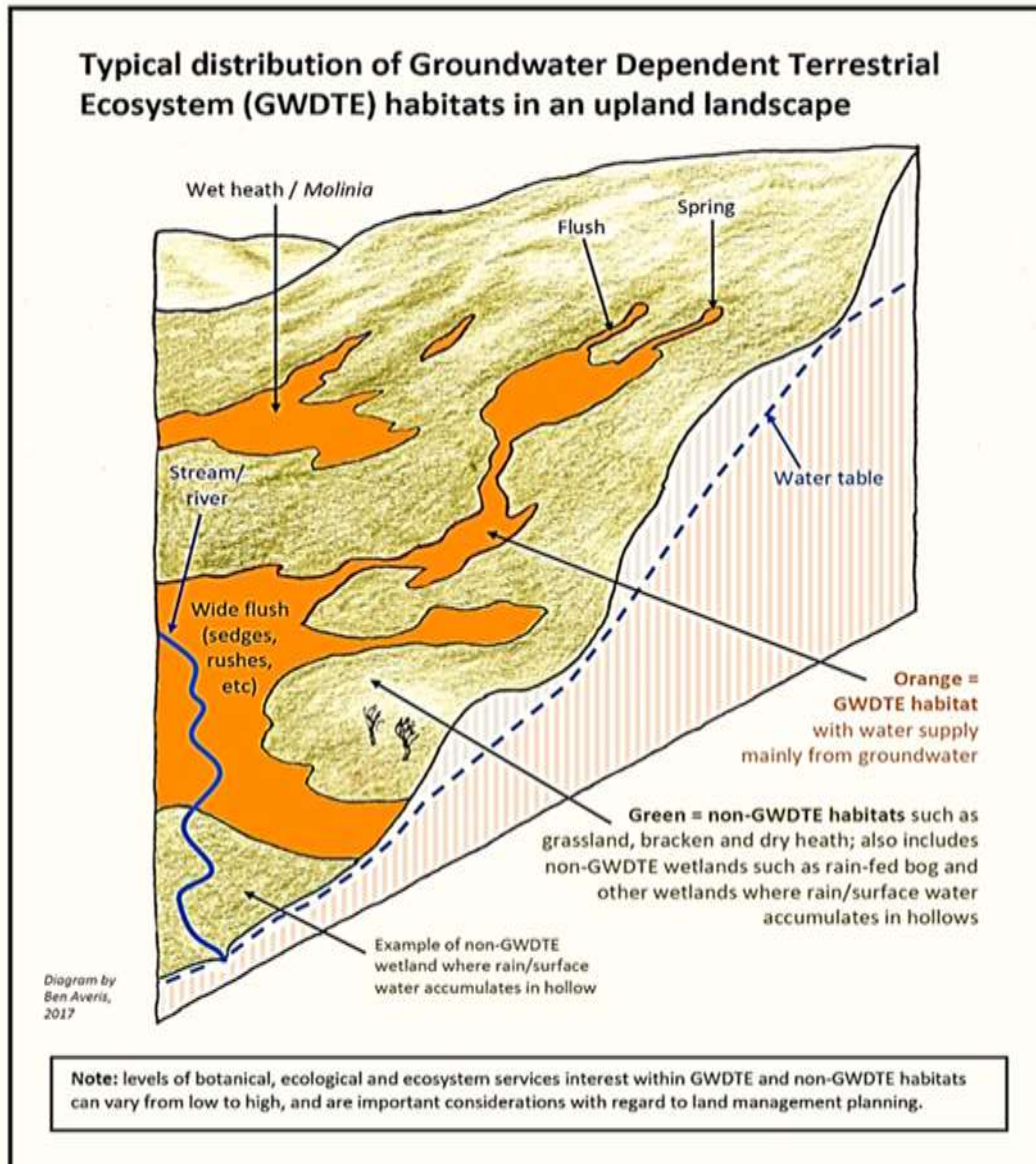 Typical distribution of Groundwater Dependent Terrestrial
Ecosystem (GWDTE) habitats in an upland landscape
Wet heath / Molinia
Flush
Spring
Stream/
river
Water table
Wide flush
(sedges,
rushes,
etc)
Orange =
GWDTE habitat
with water supply
mainly from groundwater
Green = non-GWDTE habitats such as
grassland, bracken and dry heath; also includes
non-GWDTE wetlands such as rain-fed bog and
other wetlands where rain/surface water
accumulates in hollows
Example of non-GWDTE
wetland where rain/surface
water accumulates in hollow
Diagram by
Ben Averis,
2017
Note: levels of botanical, ecological and ecosystem services interest within GWDTE and non-GWDTE habitats
can vary from low to high, and are important considerations with regard to land management planning.